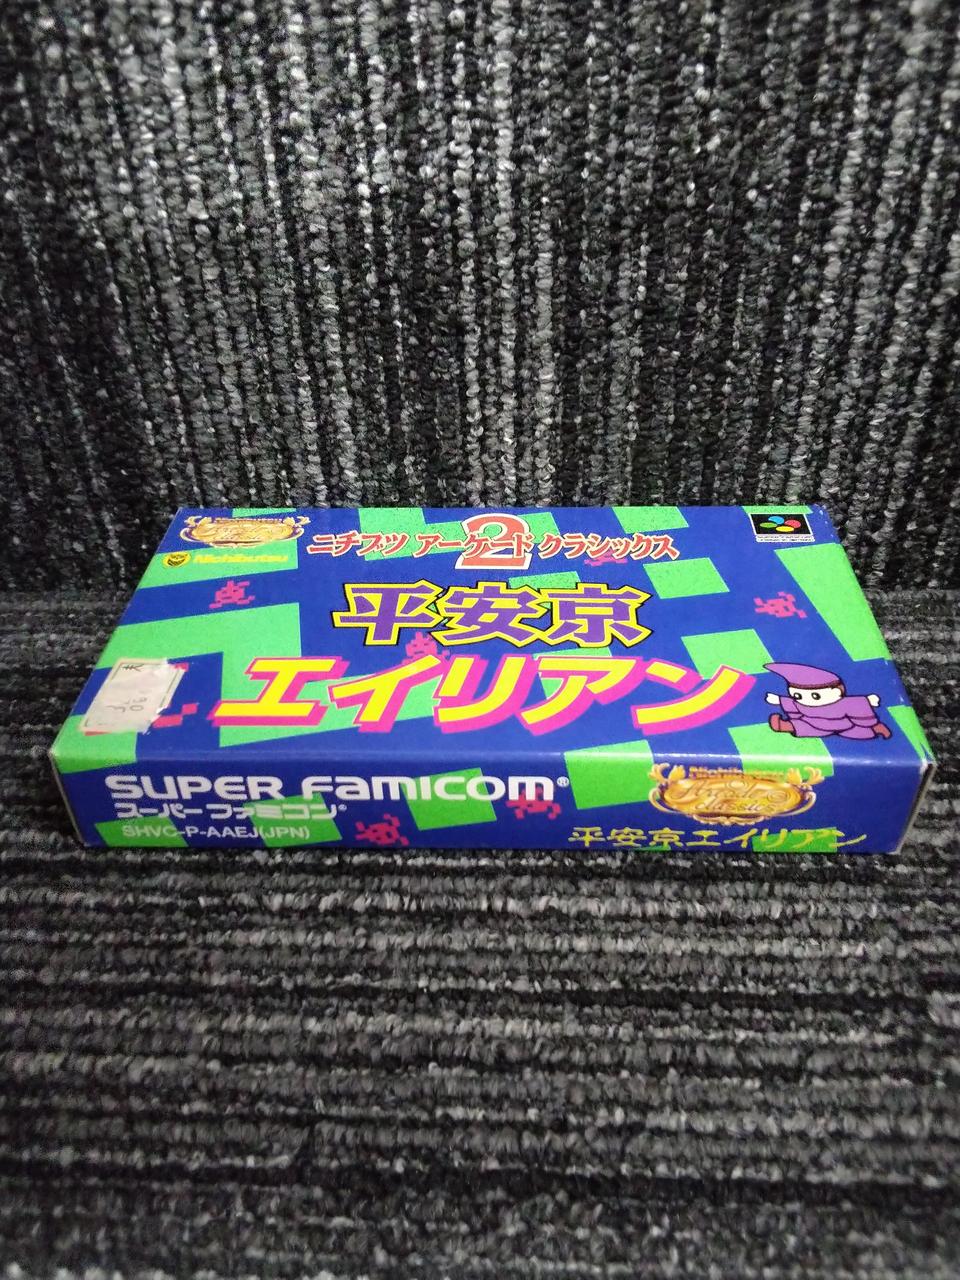 Nichibutsu
ニチブツ アーケード クラシックス
2
平安京
エイリアン
SUPER FAMICOM®
スーパーファミコン®
SHVC-P-AAEJ(JPN)
classic
平安京エイリアン